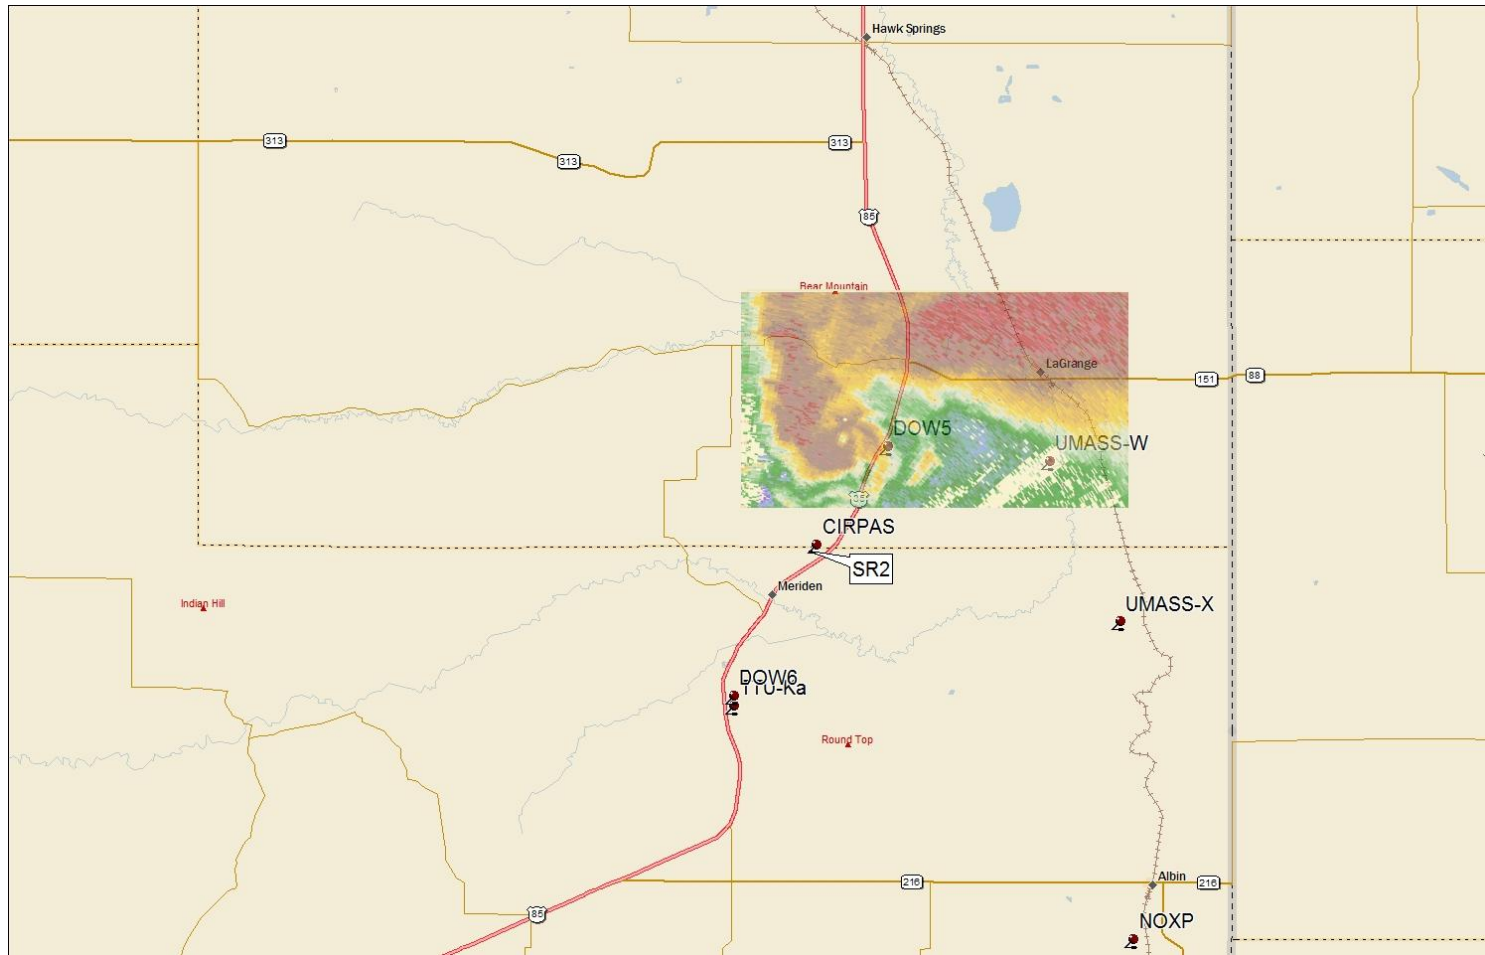 Hawk Springs
313
313
313
85
Bear Mountain
LaGrange
151
88
DOW5
UMASS-W
85
CIRPAS
SR2
Meriden
Indian Hill
UMASS-X
DOW6
TTU-Ka
Round Top
216
Albin
216
85
NOXP